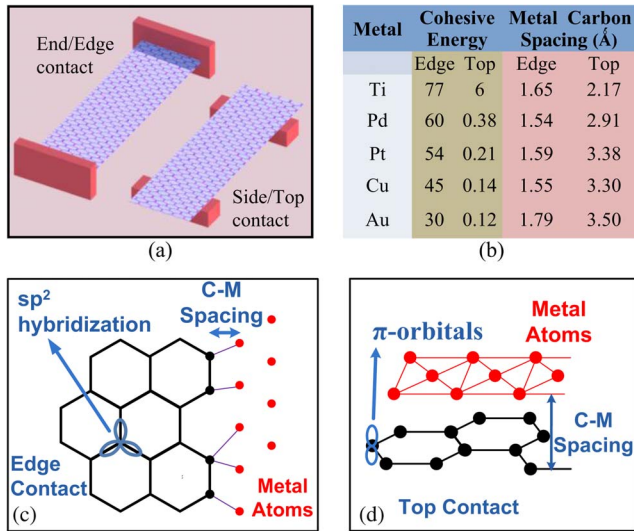 End/Edge
contact
Side/Top
contact
(a)
Metal Cohesive Energy Metal Carbon Spacing (Ǻ)
Edge Top Edge Top
Ti 77 6 1.65 2.17
Pd 60 0.38 1.54 2.91
Pt 54 0.21 1.59 3.38
Cu 45 0.14 1.55 3.30
Au 30 0.12 1.79 3.50
(b)
sp²
hybridization
C-M
Spacing
Edge
Contact
Metal
Atoms
(c)
π-orbitals
Metal
Atoms
C-M
Spacing
Top Contact
(d)